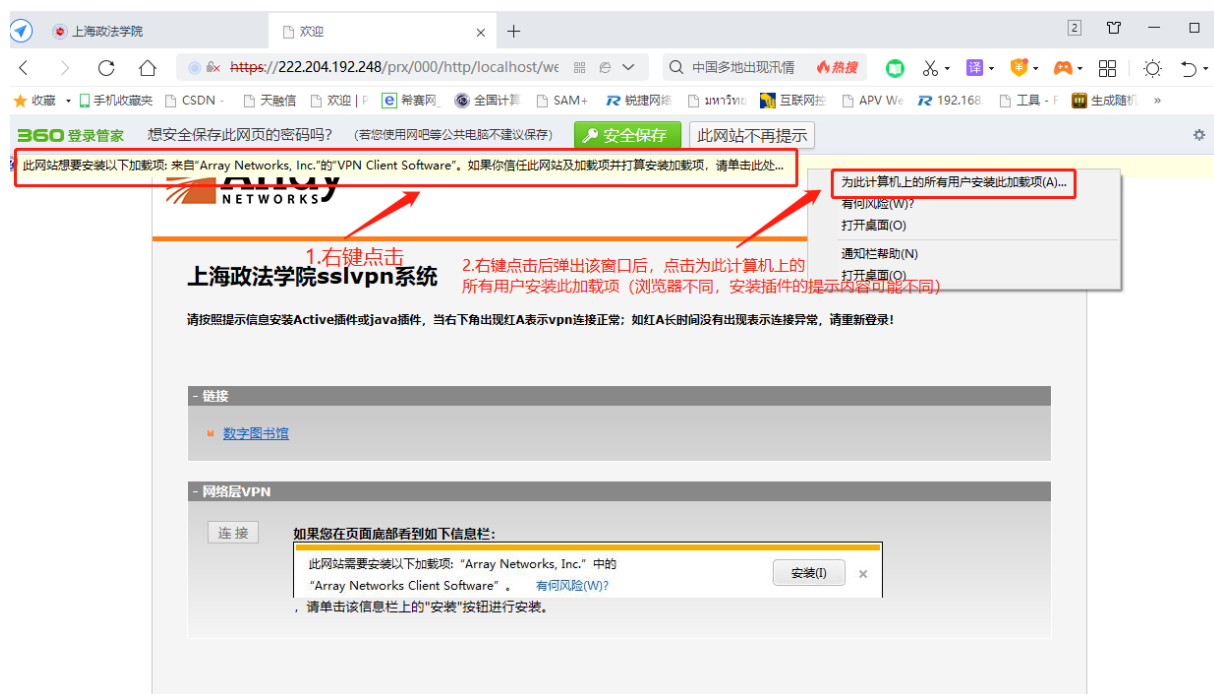 上海政法学院
欢迎
2
https://222.204.192.248/prx/000/http/localhost/we
中国多地出现汛情
热搜
译
收藏
手机收藏夹
CSDN -
天融信
欢迎 | P
希赛网_
全国计算
SAM+
锐捷网络
มหาวิทย
互联网控
APV We
192.168.
工具 - F
生成随机
»
360 登录管家
想安全保存此网页的密码吗?
(若您使用网吧等公共电脑不建议保存)
安全保存
此网站不再提示
此网站想要安装以下加载项: 来自"Array Networks, Inc."的"VPN Client Software"。如果你信任此网站及加载项并打算安装加载项，请单击此处...
Array
NETWORKS
为此计算机上的所有用户安装此加载项(A)...
有何风险(W)?
打开桌面(O)
通知栏帮助(N)
打开桌面(O)
1.右键点击
2.右键点击后弹出该窗口后，点击为此计算机上的
所有用户安装此加载项（浏览器不同，安装插件的提示内容可能不同）
上海政法学院sslvpn系统
请按照提示信息安装Active插件或java插件，当右下角出现红A表示vpn连接正常；如红A长时间没有出现表示连接异常，请重新登录！
- 链接
数字图书馆
- 网络层VPN
连 接
如果您在页面底部看到如下信息栏：
此网站需要安装以下加载项: "Array Networks, Inc." 中的
"Array Networks Client Software" 。
有何风险(W)?
安装(I)
×
，请单击该信息栏上的"安装"按钮进行安装。